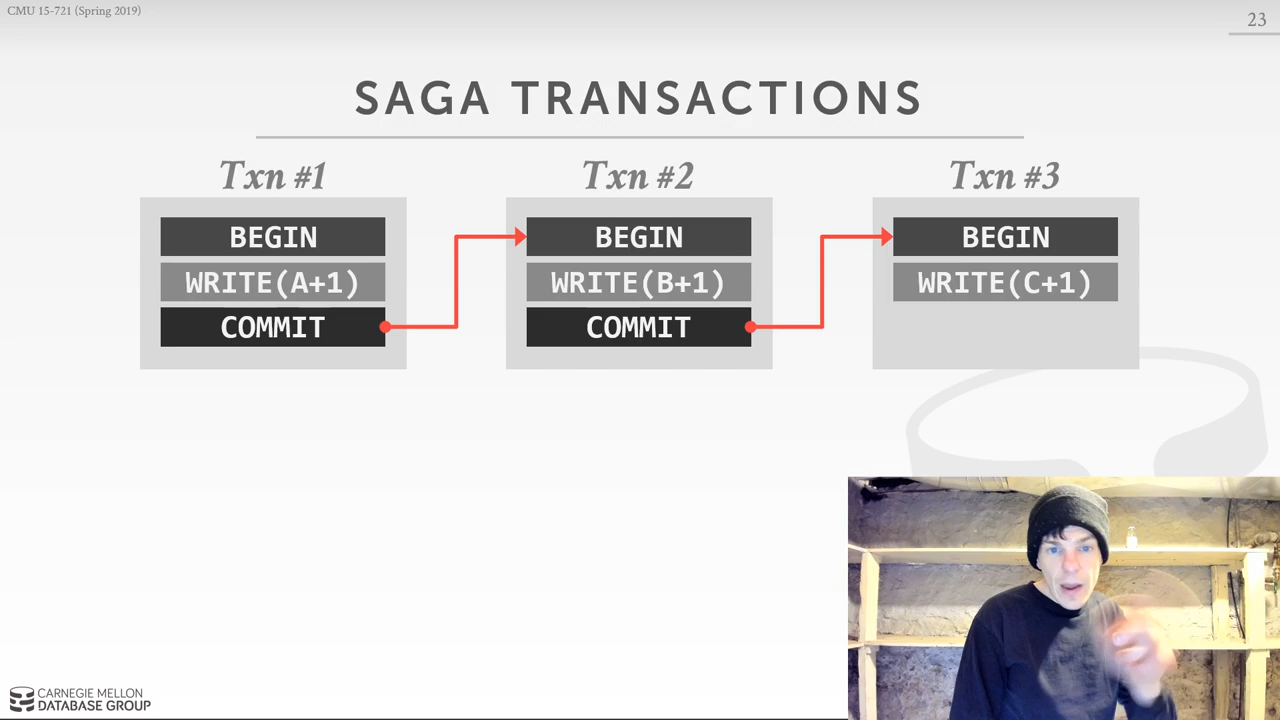 CMU 15-721 (Spring 2019)
23
SAGA TRANSACTIONS
Txn #1
BEGIN
WRITE(A+1)
COMMIT
Txn #2
BEGIN
WRITE(B+1)
COMMIT
Txn #3
BEGIN
WRITE(C+1)
CARNEGIE MELLON
DATABASE GROUP